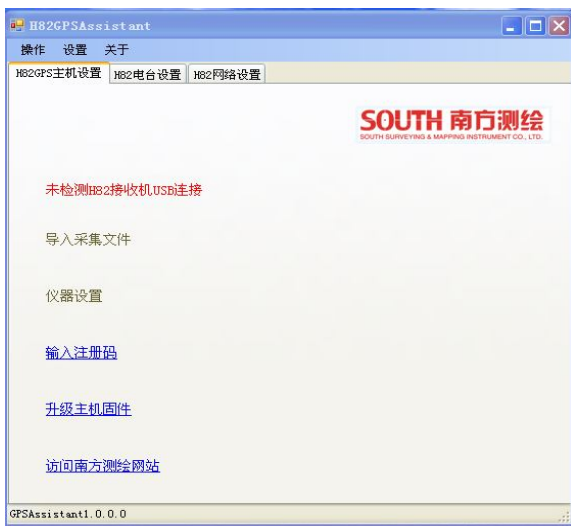 H82GPSAssistant
操作 设置 关于
H82GPS主机设置 H82电台设置 H82网络设置
SOUTH 南方测绘
SOUTH SURVEYING & MAPPING INSTRUMENT CO., LTD.
未检测H82接收机USB连接
导入采集文件
仪器设置
输入注册码
升级主机固件
访问南方测绘网站
GPSAssistant1.0.0.0